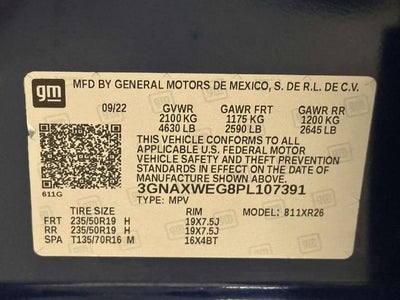 gm
MFD BY GENERAL MOTORS DE MEXICO, S. DE R.L. DE C.V.
09/22 GVWR GAWR FRT GAWR RR
2100 KG 1175 KG 1200 KG
4630 LB 2590 LB 2645 LB
THIS VEHICLE CONFORMS TO ALL
APPLICABLE U.S. FEDERAL MOTOR
VEHICLE SAFETY AND THEFT PREVENTION
STANDARDS IN EFFECT ON THE DATE OF
MANUFACTURE SHOWN ABOVE.
611G
3GNAXWEG8PL107391
TYPE: MPV
TIRE SIZE RIM MODEL: 811XR26
FRT 235/50R19 H 19X7.5J
RR 235/50R19 H 19X7.5J
SPA T135/70R16 M 16X4BT